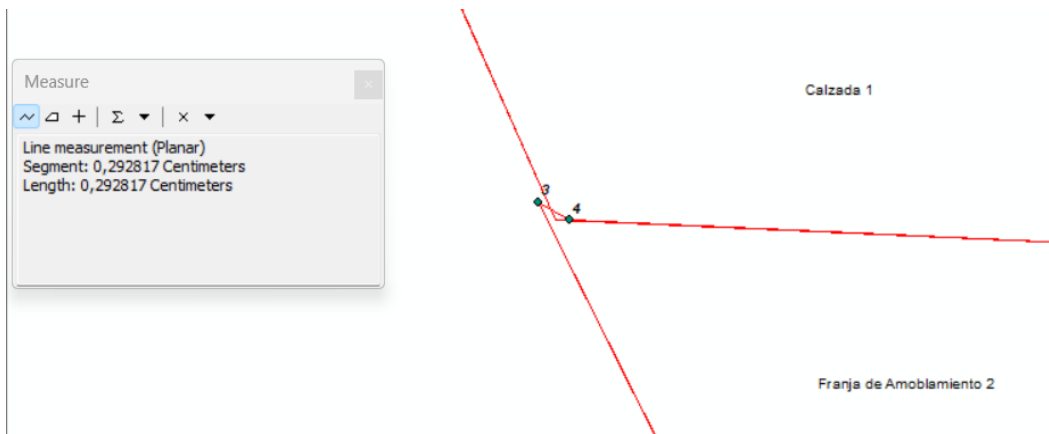 Measure
Line measurement (Planar)
Segment: 0,292817 Centimeters
Length: 0,292817 Centimeters
Calzada 1
3
4
Franja de Amoblamiento 2